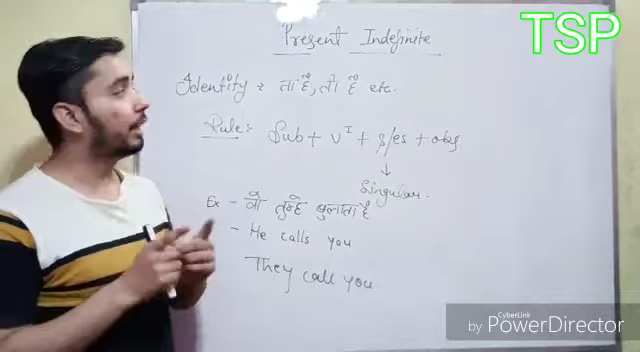 Present Indefinite
TSP
Identity : ता है, ती है etc.
Rule : Sub + V I + s/es + obj
Singular.
Ex - वो तुम्हे बुलाता है
- He calls you
They call you
CyberLink
by PowerDirector